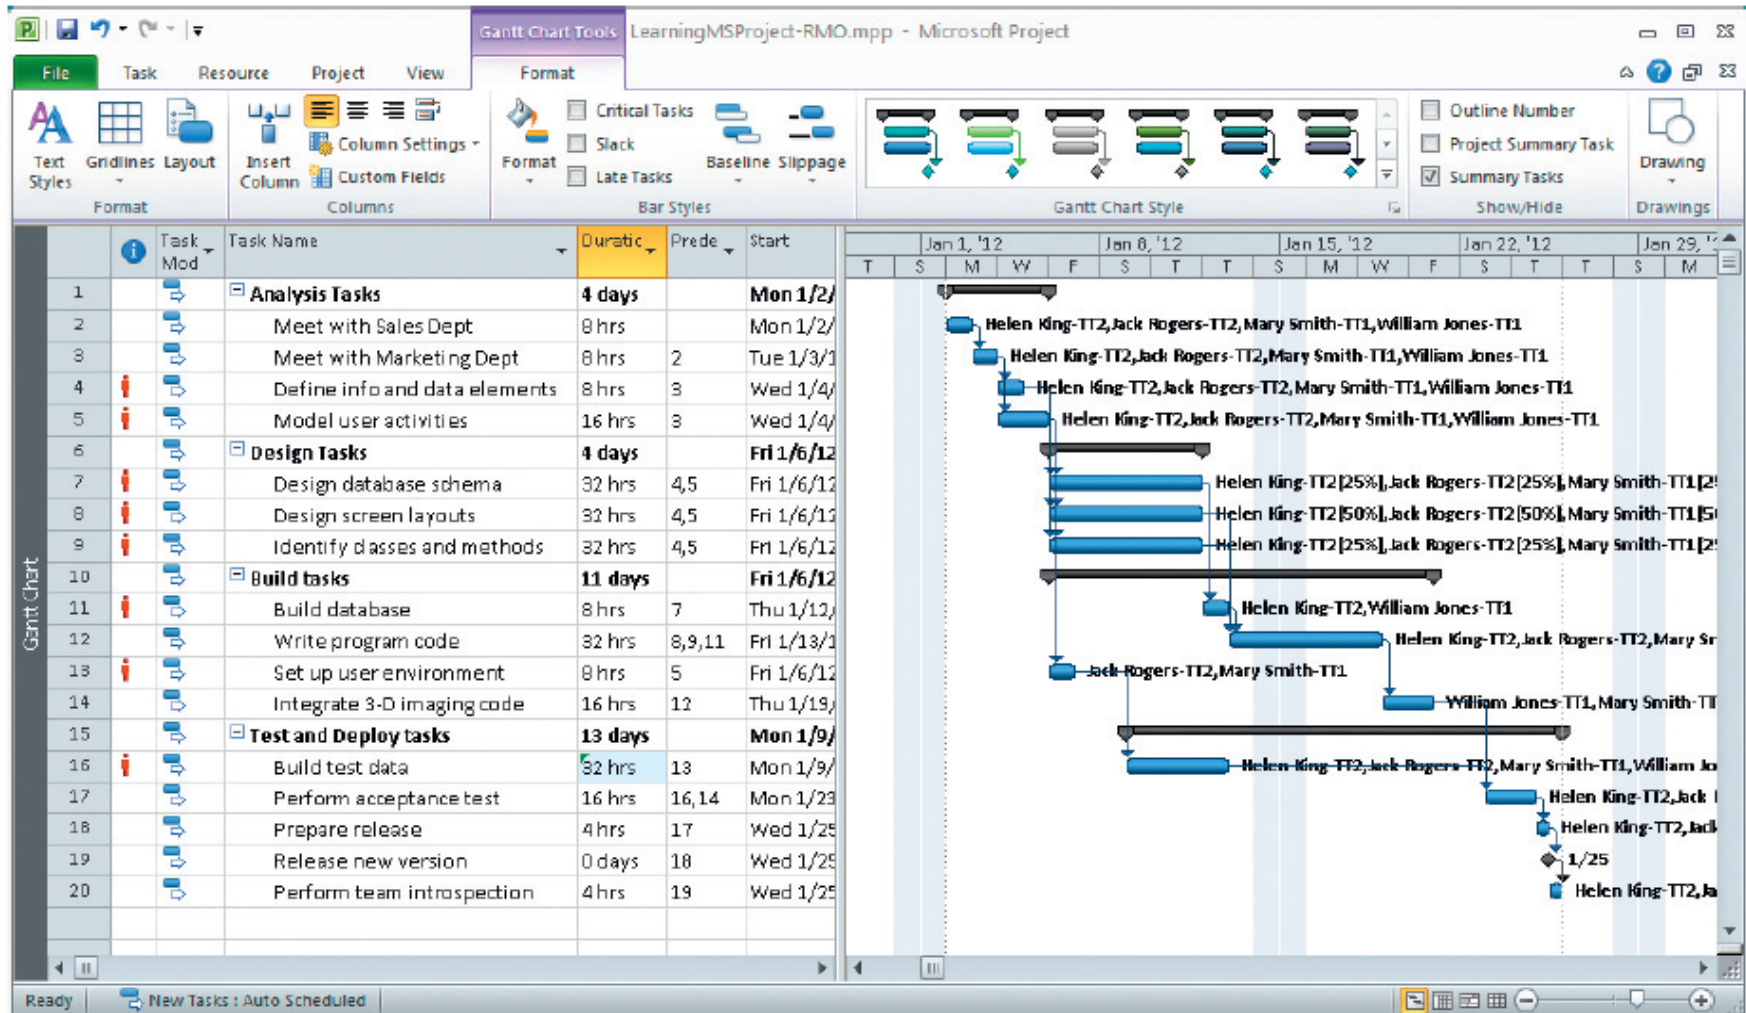 Gantt Chart Tools LearningMSProject-RMO.mpp - Microsoft Project
File Task Resource Project View Format
Text Styles
Gridlines
Layout
Format
Insert Column
Column Settings
Custom Fields
Columns
Format
Critical Tasks
Slack
Late Tasks
Baseline
Slippage
Bar Styles
Gantt Chart Style
Outline Number
Project Summary Task
Summary Tasks
Show/Hide
Drawing
Drawings
Task Mod Task Name Duratic Prede Start
Jan 1, '12 Jan 8, '12 Jan 15, '12 Jan 22, '12 Jan 29, '1
T S M W F S T T S M W F S T T S M
1 Analysis Tasks 4 days Mon 1/2/
2 Meet with Sales Dept 8 hrs Mon 1/2/ Helen King-TT2,Jack Rogers-TT2,Mary Smith-TT1,William Jones-TT1
3 Meet with Marketing Dept 8 hrs 2 Tue 1/3/1 Helen King-TT2,Jack Rogers-TT2,Mary Smith-TT1,William Jones-TT1
4 Define info and data elements 8 hrs 3 Wed 1/4/ Helen King-TT2,Jack Rogers-TT2,Mary Smith-TT1,William Jones-TT1
5 Model user activities 16 hrs 3 Wed 1/4/ Helen King-TT2,Jack Rogers-TT2,Mary Smith-TT1,William Jones-TT1
6 Design Tasks 4 days Fri 1/6/12
7 Design database schema 32 hrs 4,5 Fri 1/6/12 Helen King-TT2[25%],Jack Rogers-TT2[25%],Mary Smith-TT1[2
8 Design screen layouts 32 hrs 4,5 Fri 1/6/12 Helen King-TT2[50%],Jack Rogers-TT2[50%],Mary Smith-TT1[5
9 Identify classes and methods 32 hrs 4,5 Fri 1/6/12 Helen King-TT2[25%],Jack Rogers-TT2[25%],Mary Smith-TT1[2
10 Build tasks 11 days Fri 1/6/12
11 Build database 8 hrs 7 Thu 1/12/ Helen King-TT2,William Jones-TT1
12 Write program code 32 hrs 8,9,11 Fri 1/13/1 Helen King-TT2,Jack Rogers-TT2,Mary Sr
13 Set up user environment 8 hrs 5 Fri 1/6/12 Jack Rogers-TT2,Mary Smith-TT1
14 Integrate 3-D imaging code 16 hrs 12 Thu 1/19/ William Jones-TT1,Mary Smith-TT
15 Test and Deploy tasks 13 days Mon 1/9/
16 Build test data 32 hrs 13 Mon 1/9/ Helen King-TT2,Jack Rogers-TT2,Mary Smith-TT1,William Jo
17 Perform acceptance test 16 hrs 16,14 Mon 1/23 Helen King-TT2,Jack
18 Prepare release 4 hrs 17 Wed 1/25 Helen King-TT2,Jack
19 Release new version 0 days 18 Wed 1/25 1/25
20 Perform team introspection 4 hrs 19 Wed 1/25 Helen King-TT2,Ja
Gantt Chart
Ready New Tasks : Auto Scheduled